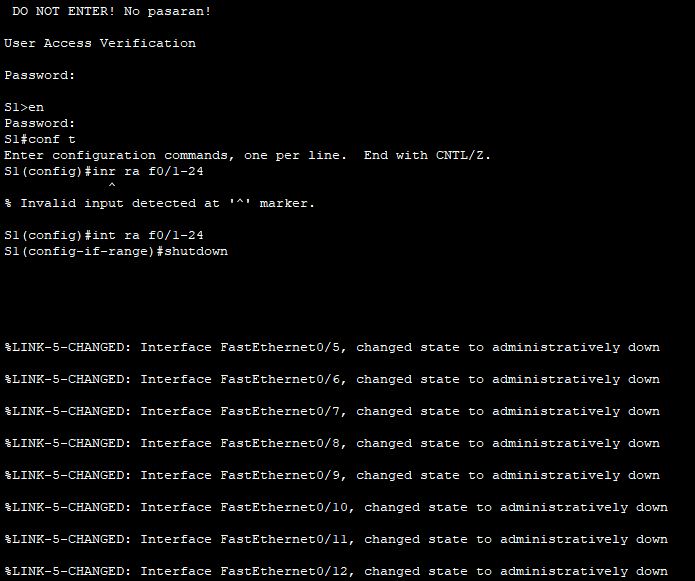 DO NOT ENTER! No pasaran!
User Access Verification
Password:
S1>en
Password:
S1#conf t
Enter configuration commands, one per line.  End with CNTL/Z.
S1(config)#inr ra f0/1-24
^
% Invalid input detected at '^' marker.
S1(config)#int ra f0/1-24
S1(config-if-range)#shutdown
%LINK-5-CHANGED: Interface FastEthernet0/5, changed state to administratively down
%LINK-5-CHANGED: Interface FastEthernet0/6, changed state to administratively down
%LINK-5-CHANGED: Interface FastEthernet0/7, changed state to administratively down
%LINK-5-CHANGED: Interface FastEthernet0/8, changed state to administratively down
%LINK-5-CHANGED: Interface FastEthernet0/9, changed state to administratively down
%LINK-5-CHANGED: Interface FastEthernet0/10, changed state to administratively down
%LINK-5-CHANGED: Interface FastEthernet0/11, changed state to administratively down
%LINK-5-CHANGED: Interface FastEthernet0/12, changed state to administratively down